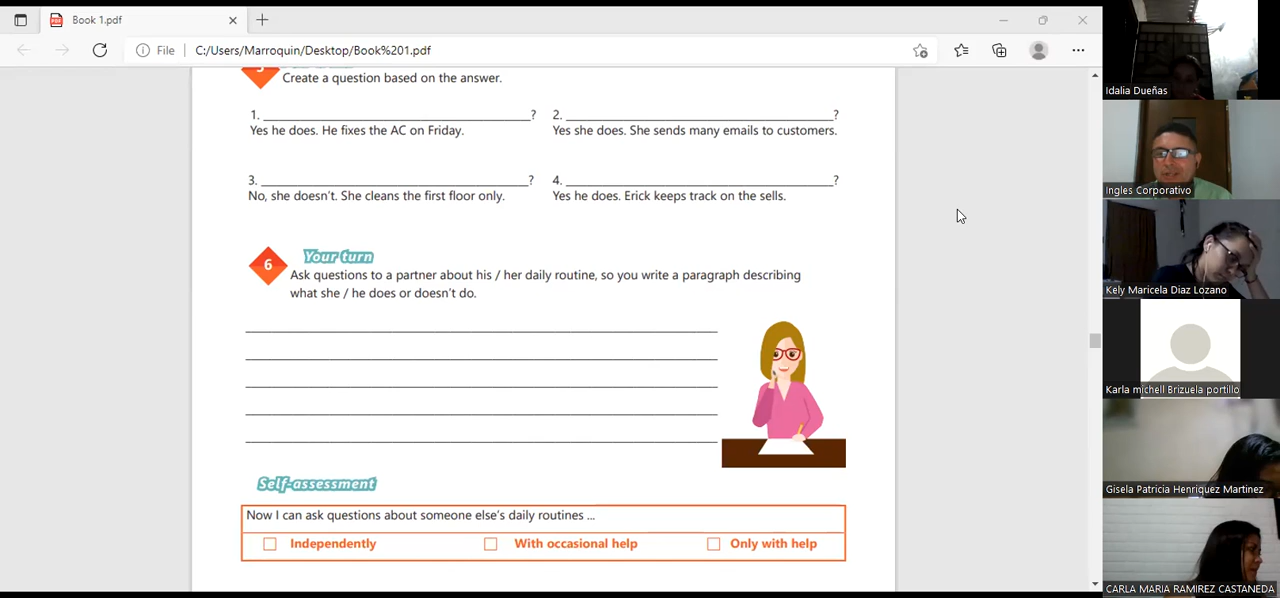 Book 1.pdf
File
C:/Users/Marroquin/Desktop/Book%201.pdf
Create a question based on the answer.
1. ______________________________?
2. ______________________________?
Yes he does. He fixes the AC on Friday.
Yes she does. She sends many emails to customers.
3. ______________________________?
4. ______________________________?
No, she doesn't. She cleans the first floor only.
Yes he does. Erick keeps track on the sells.
6
Your turn
Ask questions to a partner about his / her daily routine, so you write a paragraph describing
what she / he does or doesn't do.
Self-assessment
Now I can ask questions about someone else's daily routines ...
Independently
With occasional help
Only with help
Idalia Dueñas
Ingles Corporativo
Kely Maricela Diaz Lozano
Karla michell Brizuela portillo
Gisela Patricia Henriquez Martinez
CARLA MARIA RAMIREZ CASTANEDA